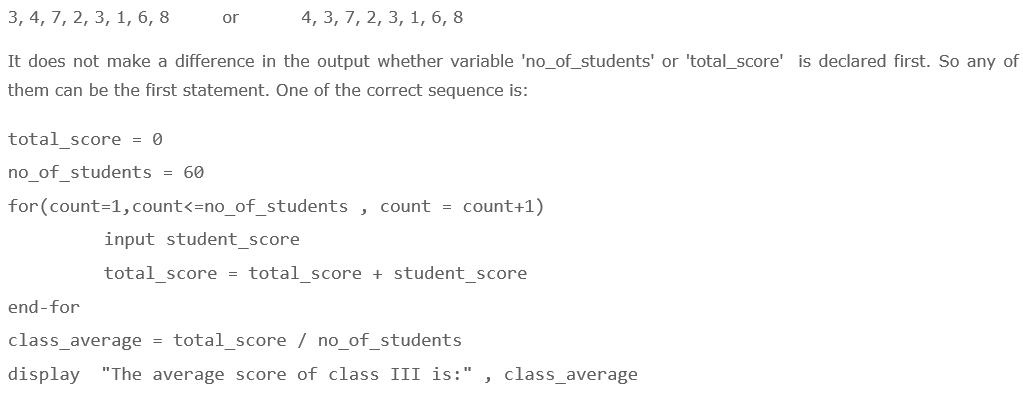 3, 4, 7, 2, 3, 1, 6, 8 or 4, 3, 7, 2, 3, 1, 6, 8
It does not make a difference in the output whether variable 'no_of_students' or 'total_score' is declared first. So any of
them can be the first statement. One of the correct sequence is:
total_score = 0
no_of_students = 60
for(count=1,count<=no_of_students , count = count+1)
input student_score
total_score = total_score + student_score
end-for
class_average = total_score / no_of_students
display "The average score of class III is:" , class_average